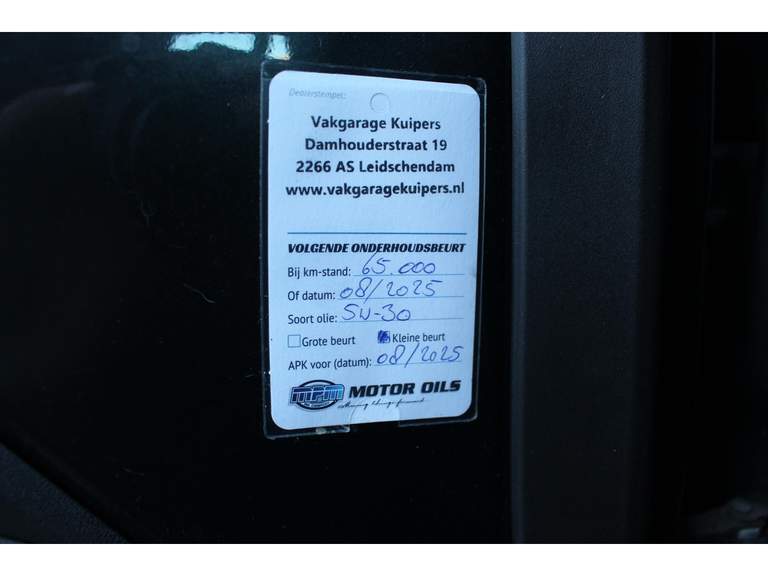 Dealerstempel:
Vakgarage Kuipers
Damhouderstraat 19
2266 AS Leidschendam
www.vakgaragekuipers.nl
VOLGENDE ONDERHOUDSBEURT
Bij km-stand: 65.000
Of datum: 08/2025
Soort olie: 5W-30
Grote beurt Kleine beurt
APK voor (datum): 08/2025
MPM MOTOR OILS